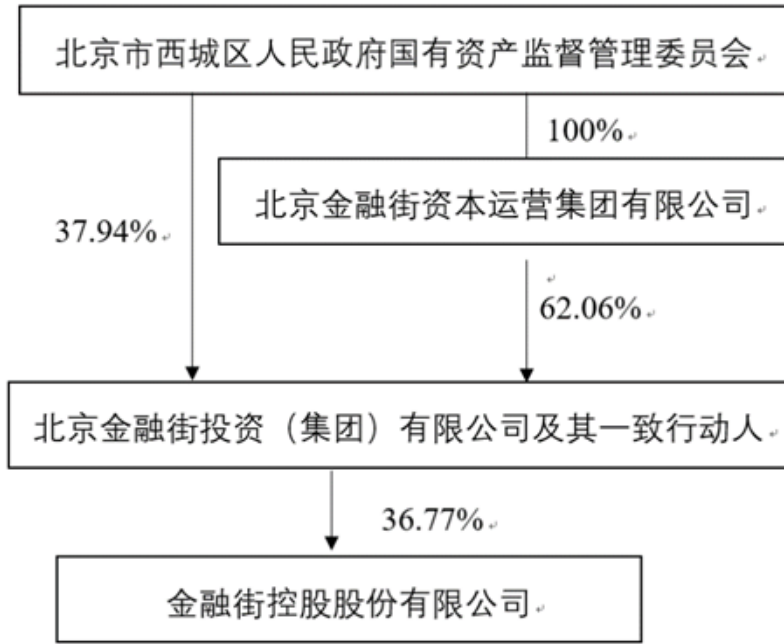 北京市西城区人民政府国有资产监督管理委员会
100%
北京金融街资本运营集团有限公司
37.94%
62.06%
北京金融街投资（集团）有限公司及其一致行动人
36.77%
金融街控股股份有限公司